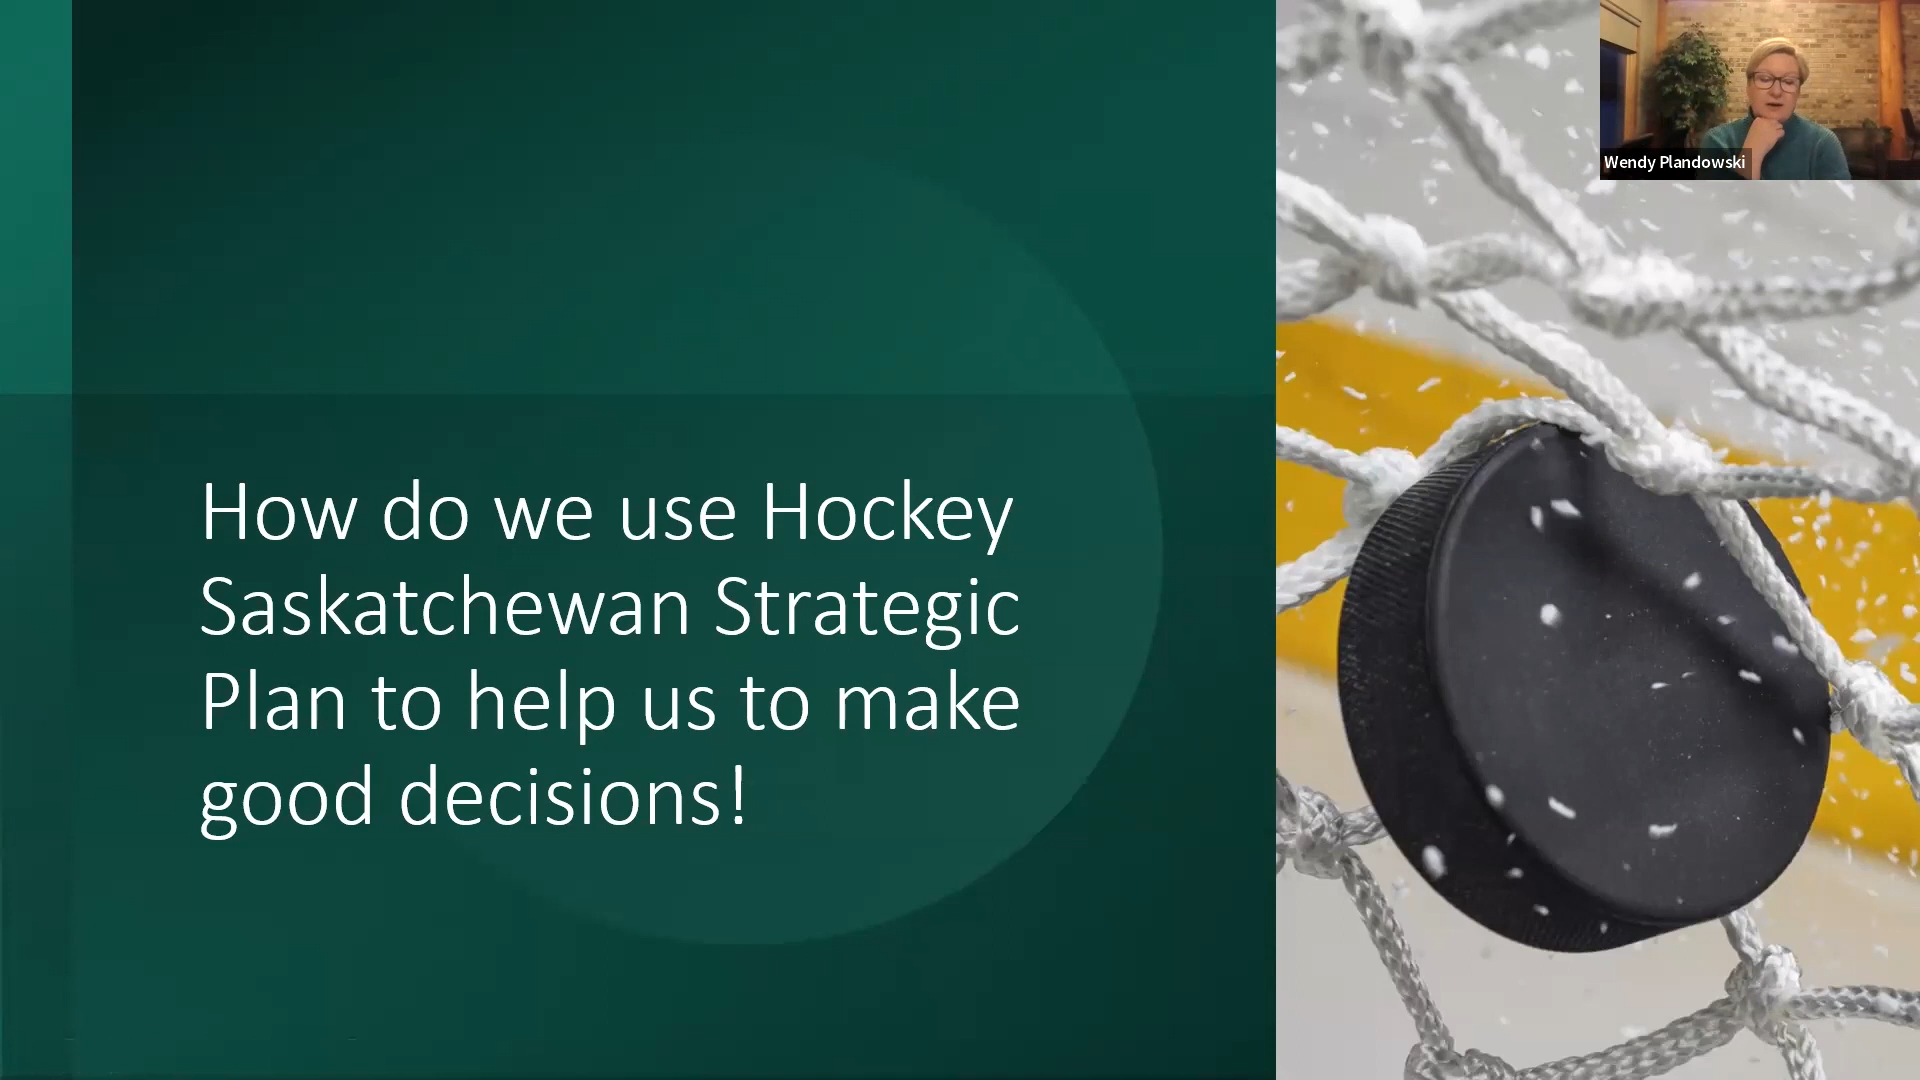 Wendy Plandowski
How do we use Hockey
Saskatchewan Strategic
Plan to help us to make
good decisions!